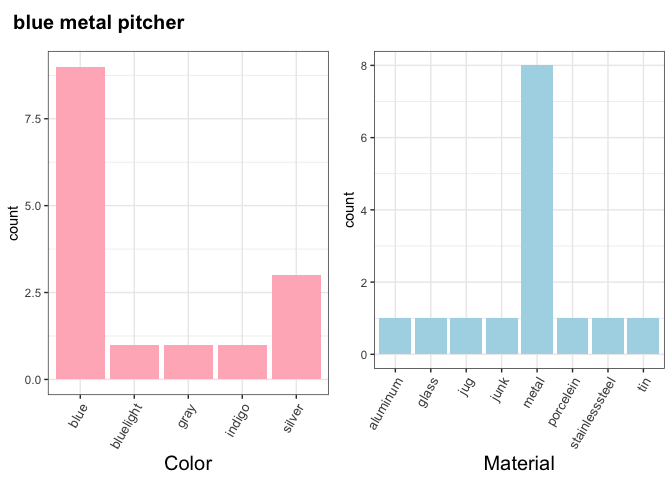 blue metal pitcher
count
7.5
5.0
2.5
0.0
blue
bluelight
gray
indigo
silver
Color
count
8
6
4
2
0
aluminum
glass
jug
junk
metal
porcelein
stainlesssteel
tin
Material